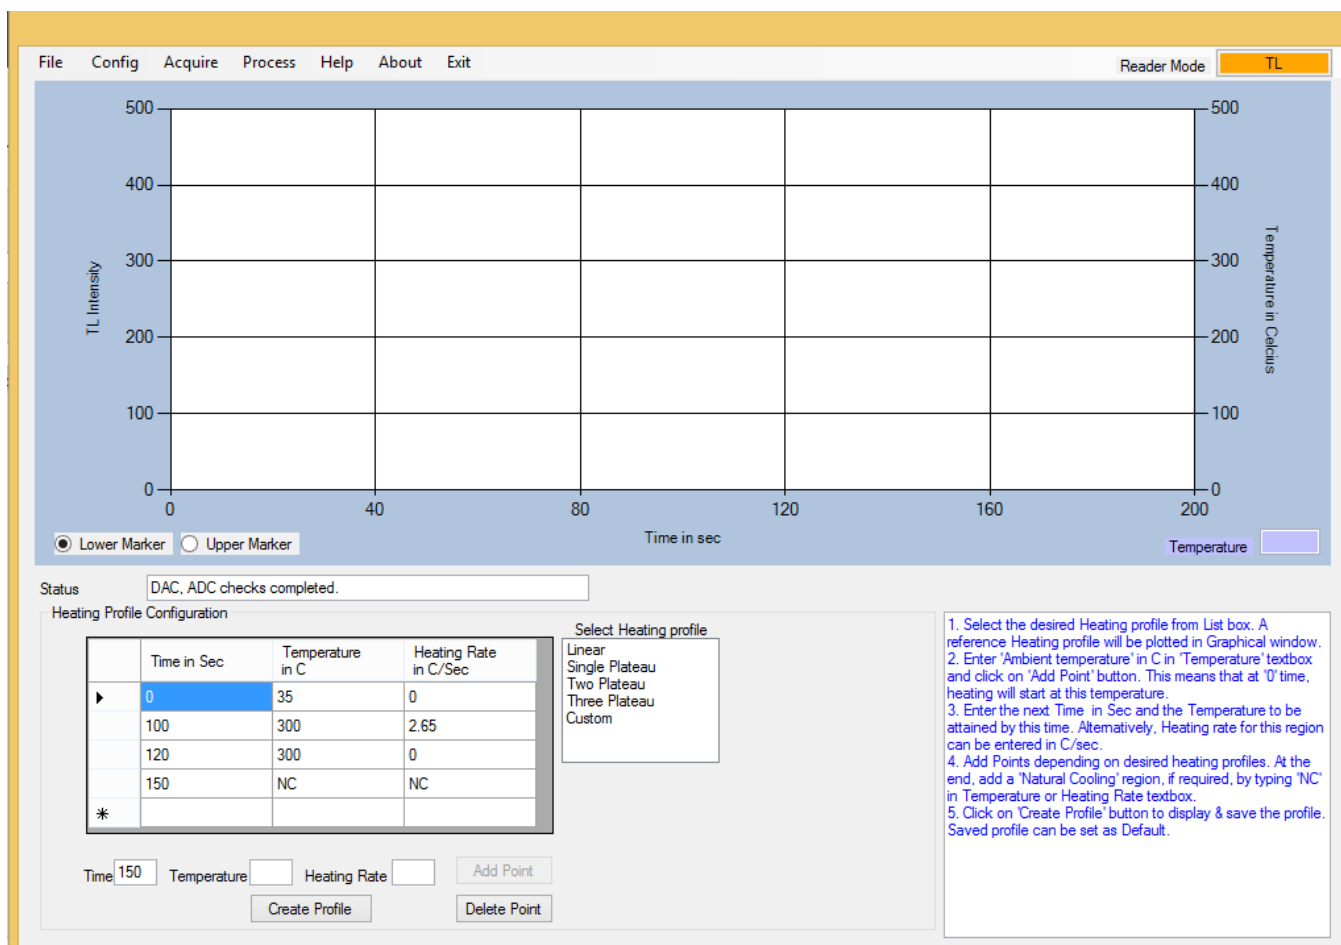 File Config Acquire Process Help About Exit
Reader Mode TL
500 500
400 400
300 300
200 200
100 100
0 0
TL Intensity
Temperature in Celcius
0 40 80 120 160 200
Time in sec
Lower Marker Upper Marker
Temperature
Status DAC, ADC checks completed.
Heating Profile Configuration
Time in Sec Temperature in C Heating Rate in C/Sec
0 35 0
100 300 2.65
120 300 0
150 NC NC
Select Heating profile
Linear
Single Plateau
Two Plateau
Three Plateau
Custom
Time 150 Temperature Heating Rate Add Point
Create Profile Delete Point
1. Select the desired Heating profile from List box. A
reference Heating profile will be plotted in Graphical window.
2. Enter 'Ambient temperature' in C in 'Temperature' textbox
and click on 'Add Point' button. This means that at '0' time,
heating will start at this temperature.
3. Enter the next Time in Sec and the Temperature to be
attained by this time. Alternatively, Heating rate for this region
can be entered in C/sec.
4. Add Points depending on desired heating profiles. At the
end, add a 'Natural Cooling' region, if required, by typing 'NC'
in Temperature or Heating Rate textbox.
5. Click on 'Create Profile' button to display & save the profile.
Saved profile can be set as Default.